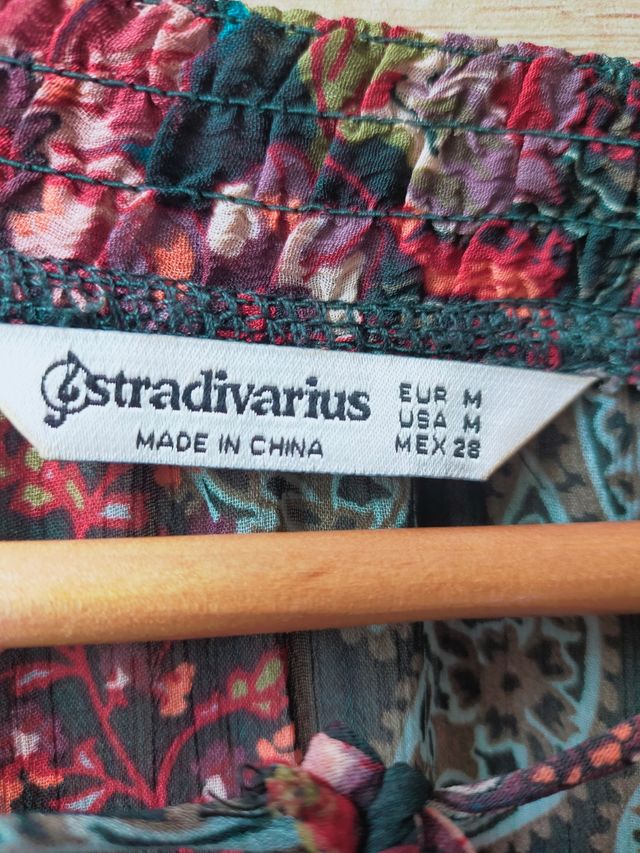 stradivarius
MADE IN CHINA
EUR M
USA M
MEX 28